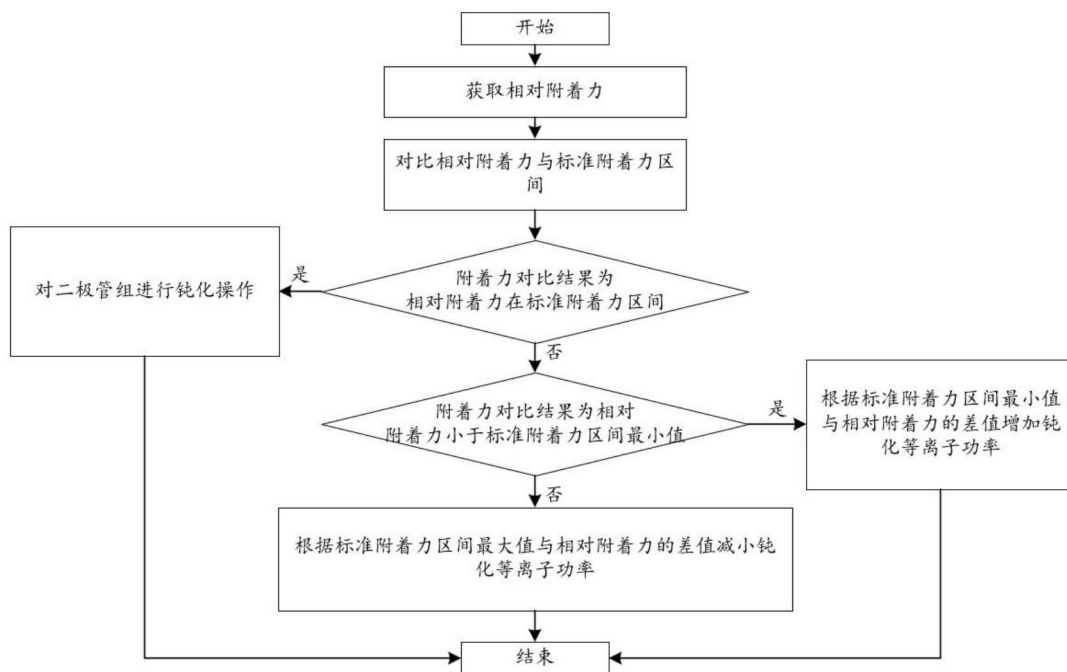 开始
获取相对附着力
对比相对附着力与标准附着力区
间
附着力对比结果为
相对附着力在标准附着力区间
是
对二极管组进行钝化操作
否
附着力对比结果为相对
附着力小于标准附着力区间最小值
是
根据标准附着力区间最小值
与相对附着力的差值增加钝
化等离子功率
否
根据标准附着力区间最大值与相对附着力的差值减小钝
化等离子功率
结束